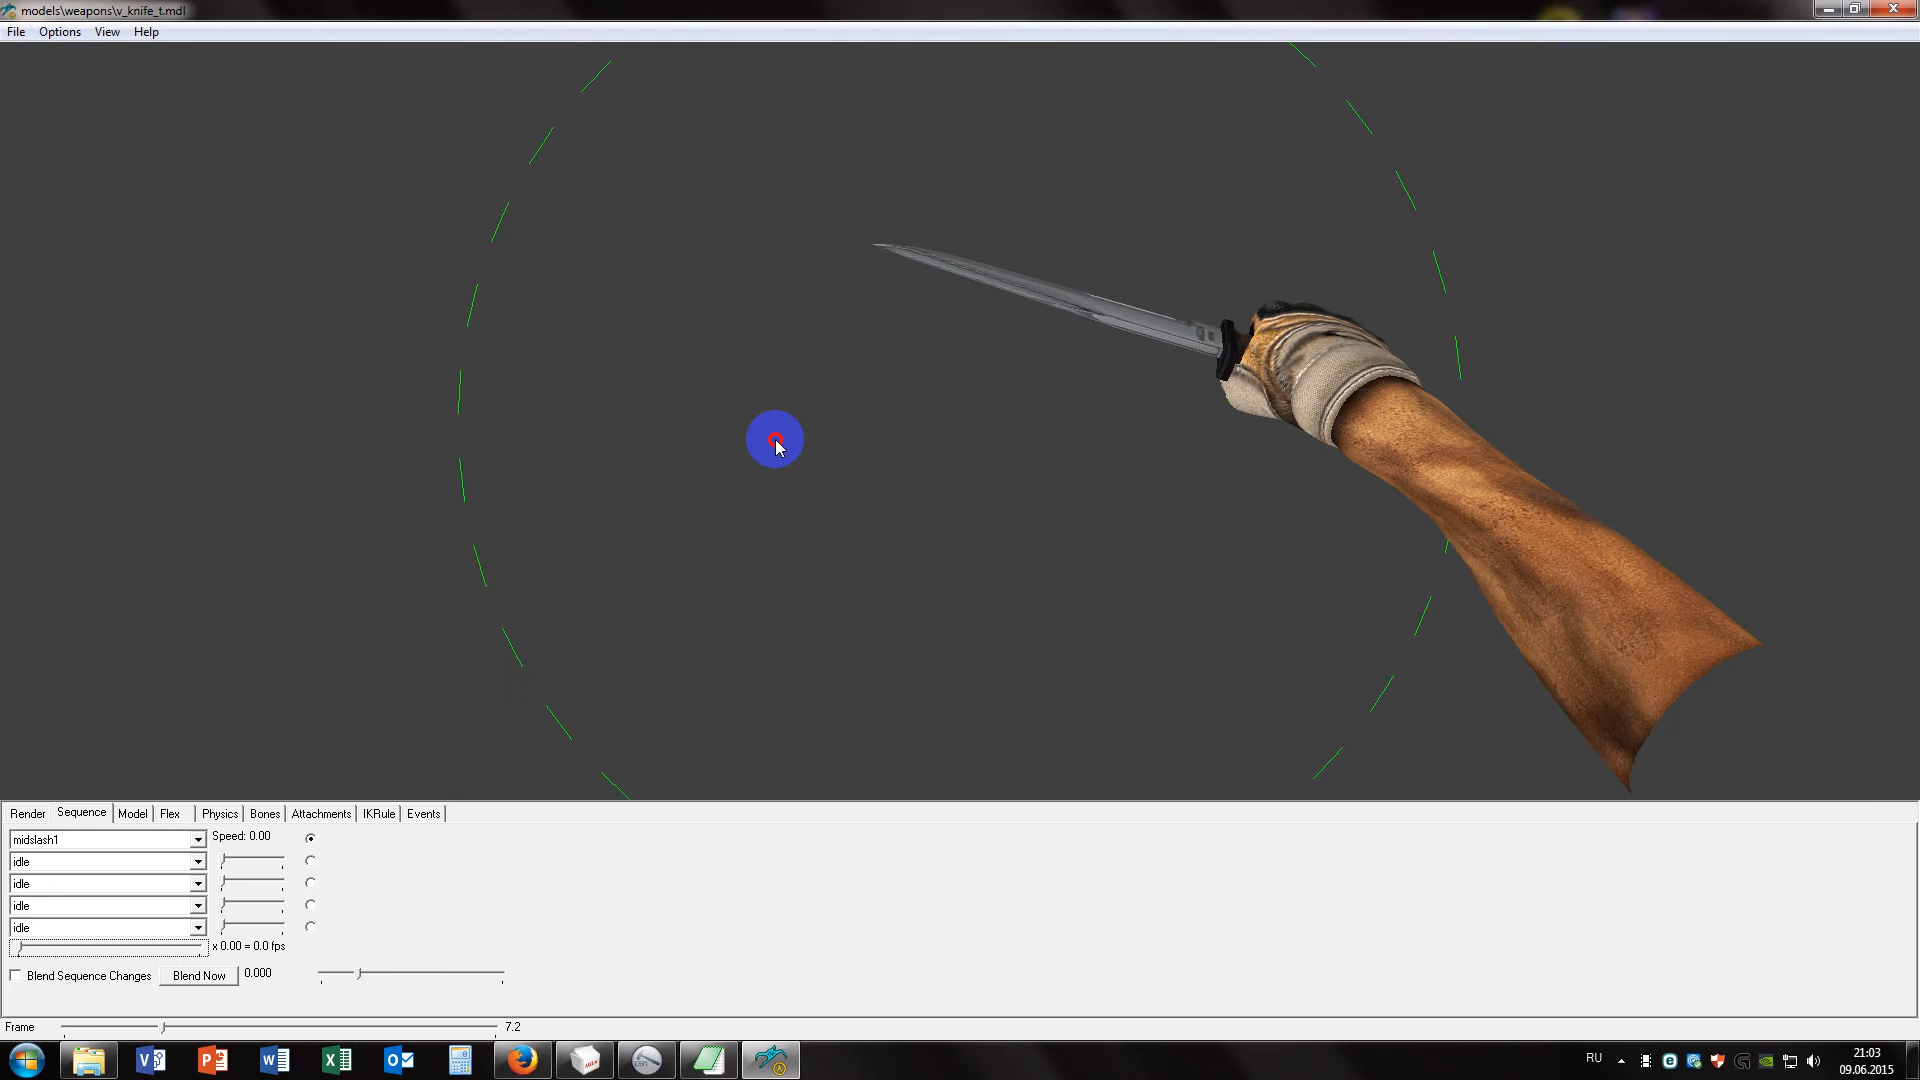 models\weapons\v_knife_t.mdl
File Options View Help
Render Sequence Model Flex Physics Bones Attachments IKRule Events
midslash1 Speed: 0.00
idle
idle
idle
idle
x 0.00 = 0.0 fps
Blend Sequence Changes Blend Now 0.000
Frame 7.2
RU 21:03
09.06.2015